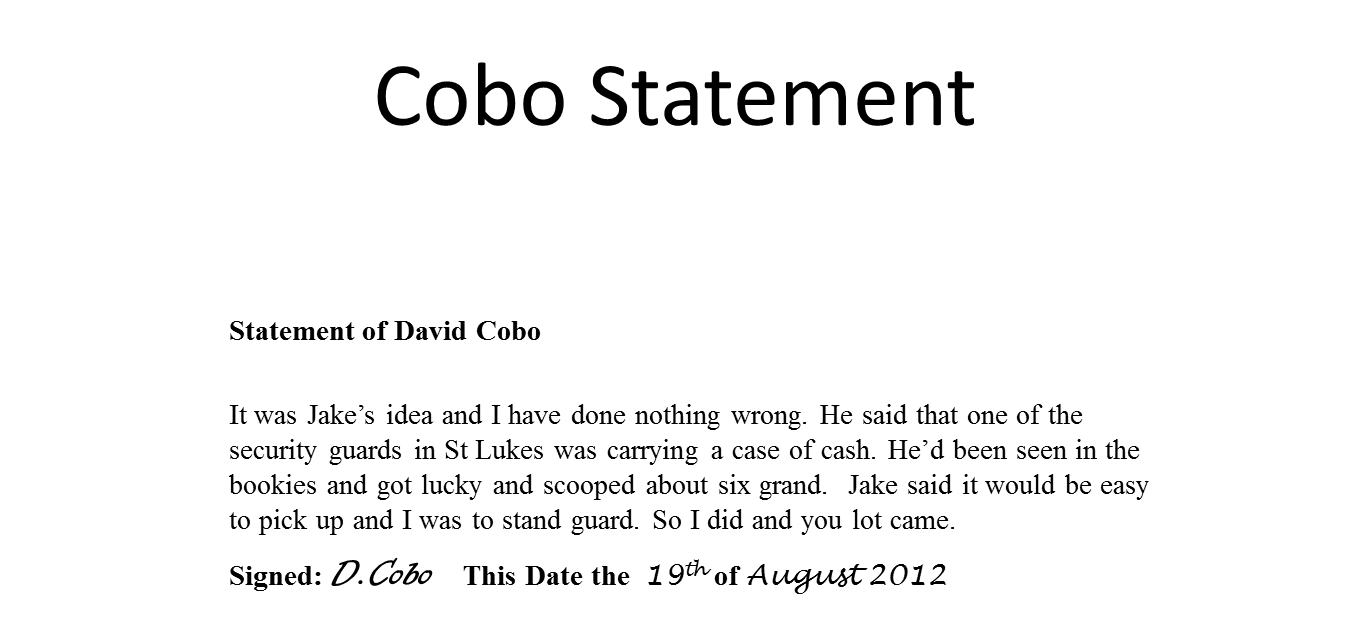 Cobo Statement
Statement of David Cobo
It was Jake’s idea and I have done nothing wrong. He said that one of the
security guards in St Lukes was carrying a case of cash. He’d been seen in the
bookies and got lucky and scooped about six grand. Jake said it would be easy
to pick up and I was to stand guard. So I did and you lot came.
Signed: D.Cobo This Date the 19th of August 2012